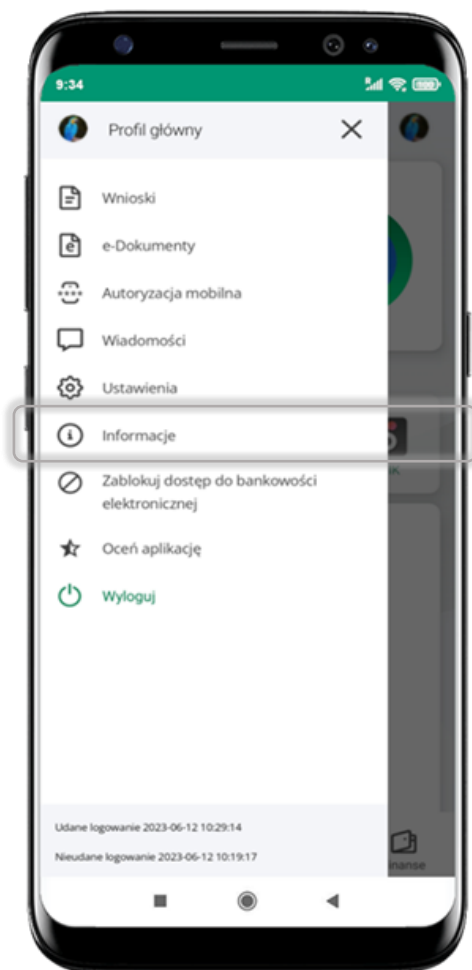 9:34
Profil główny
Wnioski
e-Dokumenty
Autoryzacja mobilna
Wiadomości
Ustawienia
Informacje
Zablokuj dostęp do bankowości
elektronicznej
Oceń aplikację
Wyloguj
Udane logowanie 2023-06-12 10:29:14
Nieudane logowanie 2023-06-12 10:19:17